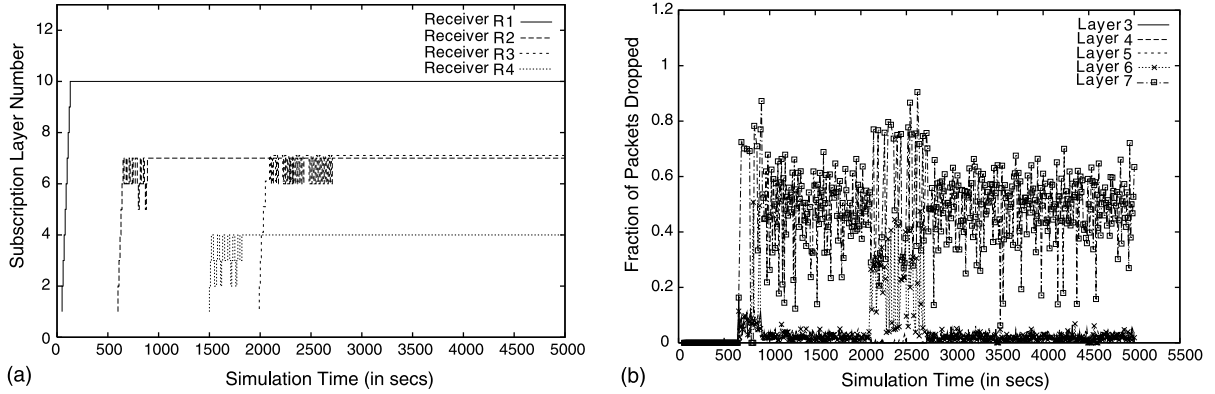 12
10
8
6
4
2
0
Subscription Layer Number
Receiver R1
Receiver R2
Receiver R3
Receiver R4
0 500 1000 1500 2000 2500 3000 3500 4000 4500 5000
Simulation Time (in secs)
(a)
1.2
1
0.8
0.6
0.4
0.2
0
Fraction of Packets Dropped
Layer 3
Layer 4
Layer 5
Layer 6
Layer 7
0 500 1000 1500 2000 2500 3000 3500 4000 4500 5000 5500
Simulation Time (in secs)
(b)